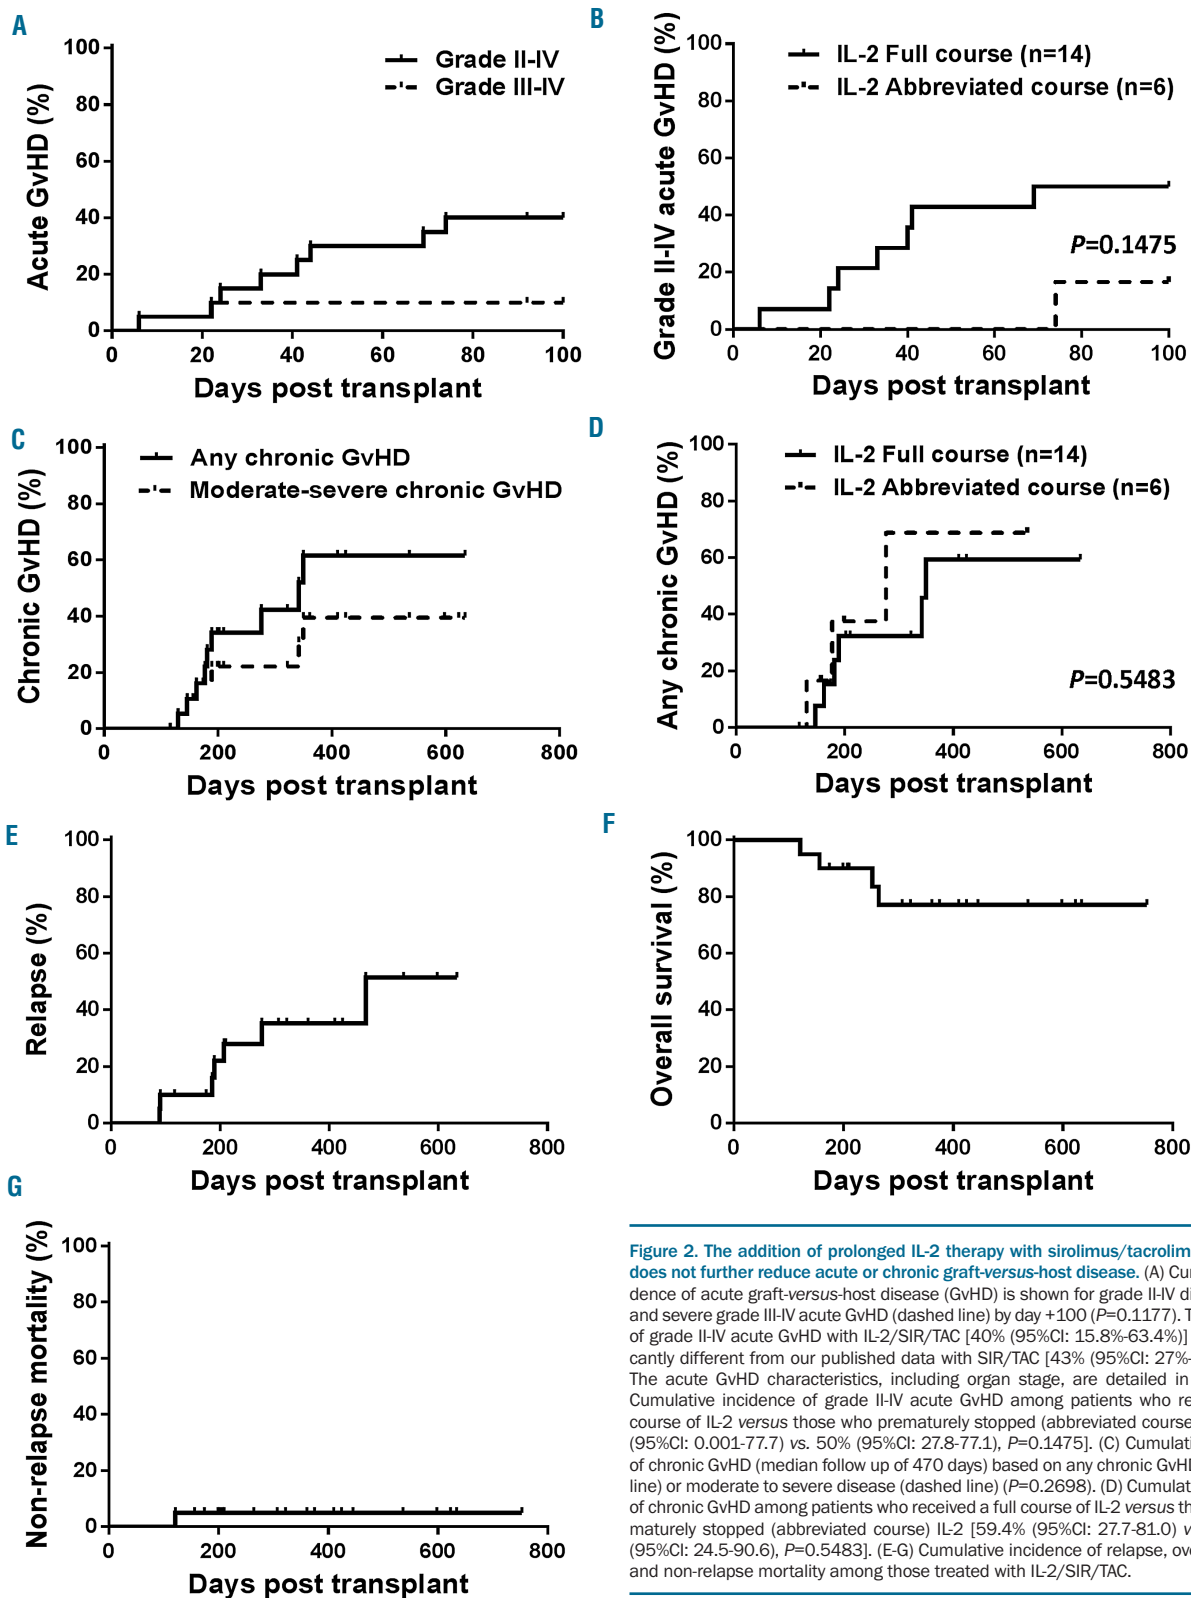 A
100
80
60
40
20
0
Acute GvHD (%)
Grade II-IV
Grade III-IV
0 20 40 60 80 100
Days post transplant
B
100
80
60
40
20
0
Grade II-IV acute GvHD (%)
IL-2 Full course (n=14)
IL-2 Abbreviated course (n=6)
P=0.1475
0 20 40 60 80 100
Days post transplant
C
100
80
60
40
20
0
Chronic GvHD (%)
Any chronic GvHD
Moderate-severe chronic GvHD
0 200 400 600 800
Days post transplant
D
100
80
60
40
20
0
Any chronic GvHD (%)
IL-2 Full course (n=14)
IL-2 Abbreviated course (n=6)
P=0.5483
0 200 400 600 800
Days post transplant
E
100
80
60
40
20
0
Relapse (%)
0 200 400 600 800
Days post transplant
F
100
80
60
40
20
0
Overall survival (%)
0 200 400 600 800
Days post transplant
G
100
80
60
40
20
0
Non-relapse mortality (%)
0 200 400 600 800
Days post transplant
Figure 2. The addition of prolonged IL-2 therapy with sirolimus/tacrolim
does not further reduce acute or chronic graft-versus-host disease. (A) Cum
dence of acute graft-versus-host disease (GvHD) is shown for grade II-IV di
and severe grade III-IV acute GvHD (dashed line) by day +100 (P=0.1177). T
of grade II-IV acute GvHD with IL-2/SIR/TAC [40% (95%CI: 15.8%-63.4%)]
cantly different from our published data with SIR/TAC [43% (95%CI: 27%-
The acute GvHD characteristics, including organ stage, are detailed in
Cumulative incidence of grade II-IV acute GvHD among patients who re
course of IL-2 versus those who prematurely stopped (abbreviated course
(95%CI: 0.001-77.7) vs. 50% (95%CI: 27.8-77.1), P=0.1475]. (C) Cumulati
of chronic GvHD (median follow up of 470 days) based on any chronic GvHD
line) or moderate to severe disease (dashed line) (P=0.2698). (D) Cumulat
of chronic GvHD among patients who received a full course of IL-2 versus th
maturely stopped (abbreviated course) IL-2 [59.4% (95%CI: 27.7-81.0) v
(95%CI: 24.5-90.6), P=0.5483]. (E-G) Cumulative incidence of relapse, ove
and non-relapse mortality among those treated with IL-2/SIR/TAC.